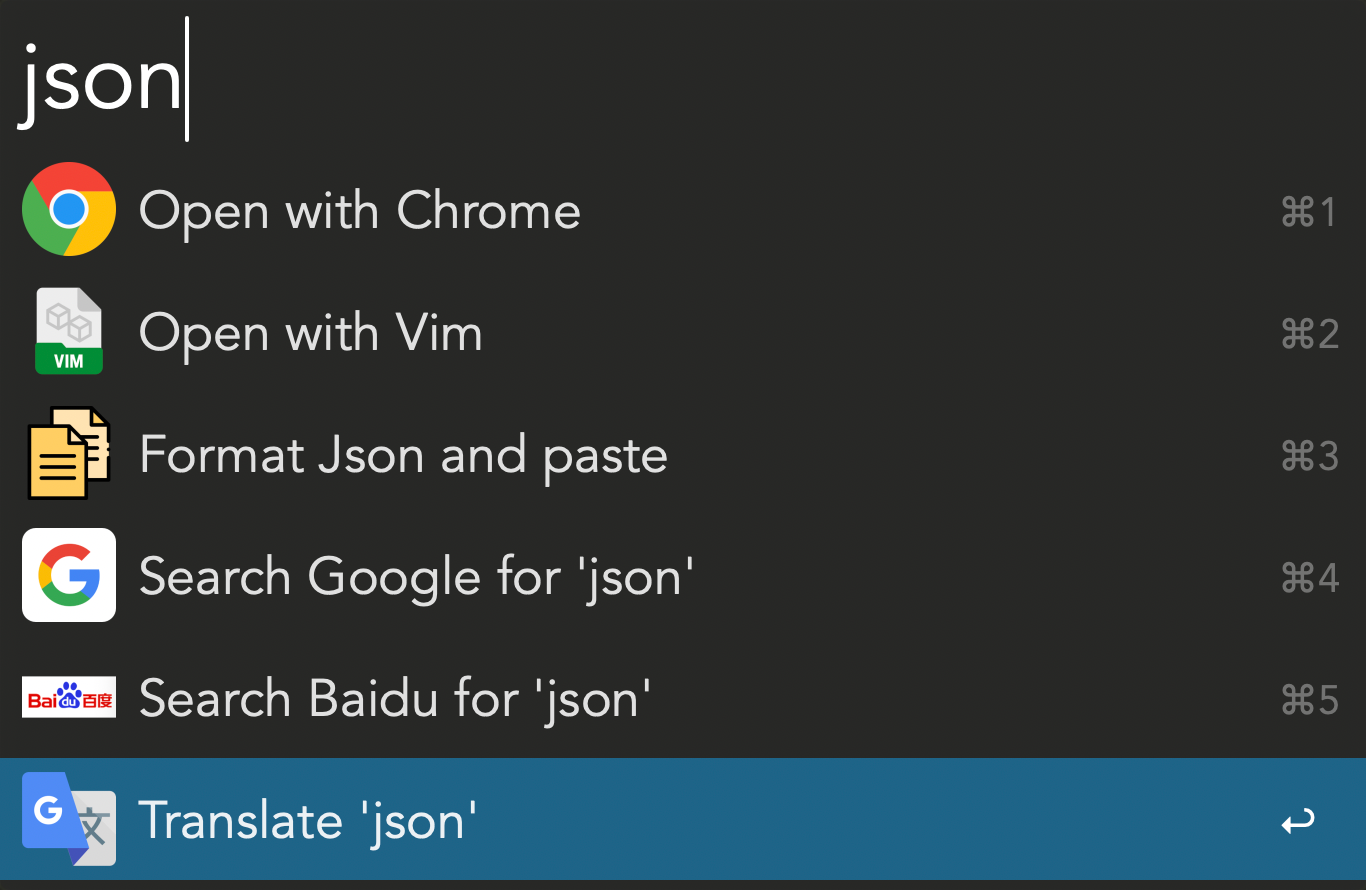 json
Open with Chrome ⌘1
VIM
Open with Vim ⌘2
Format Json and paste ⌘3
G
Search Google for 'json' ⌘4
Bai du 百度
Search Baidu for 'json' ⌘5
G 文
Translate 'json' ↩